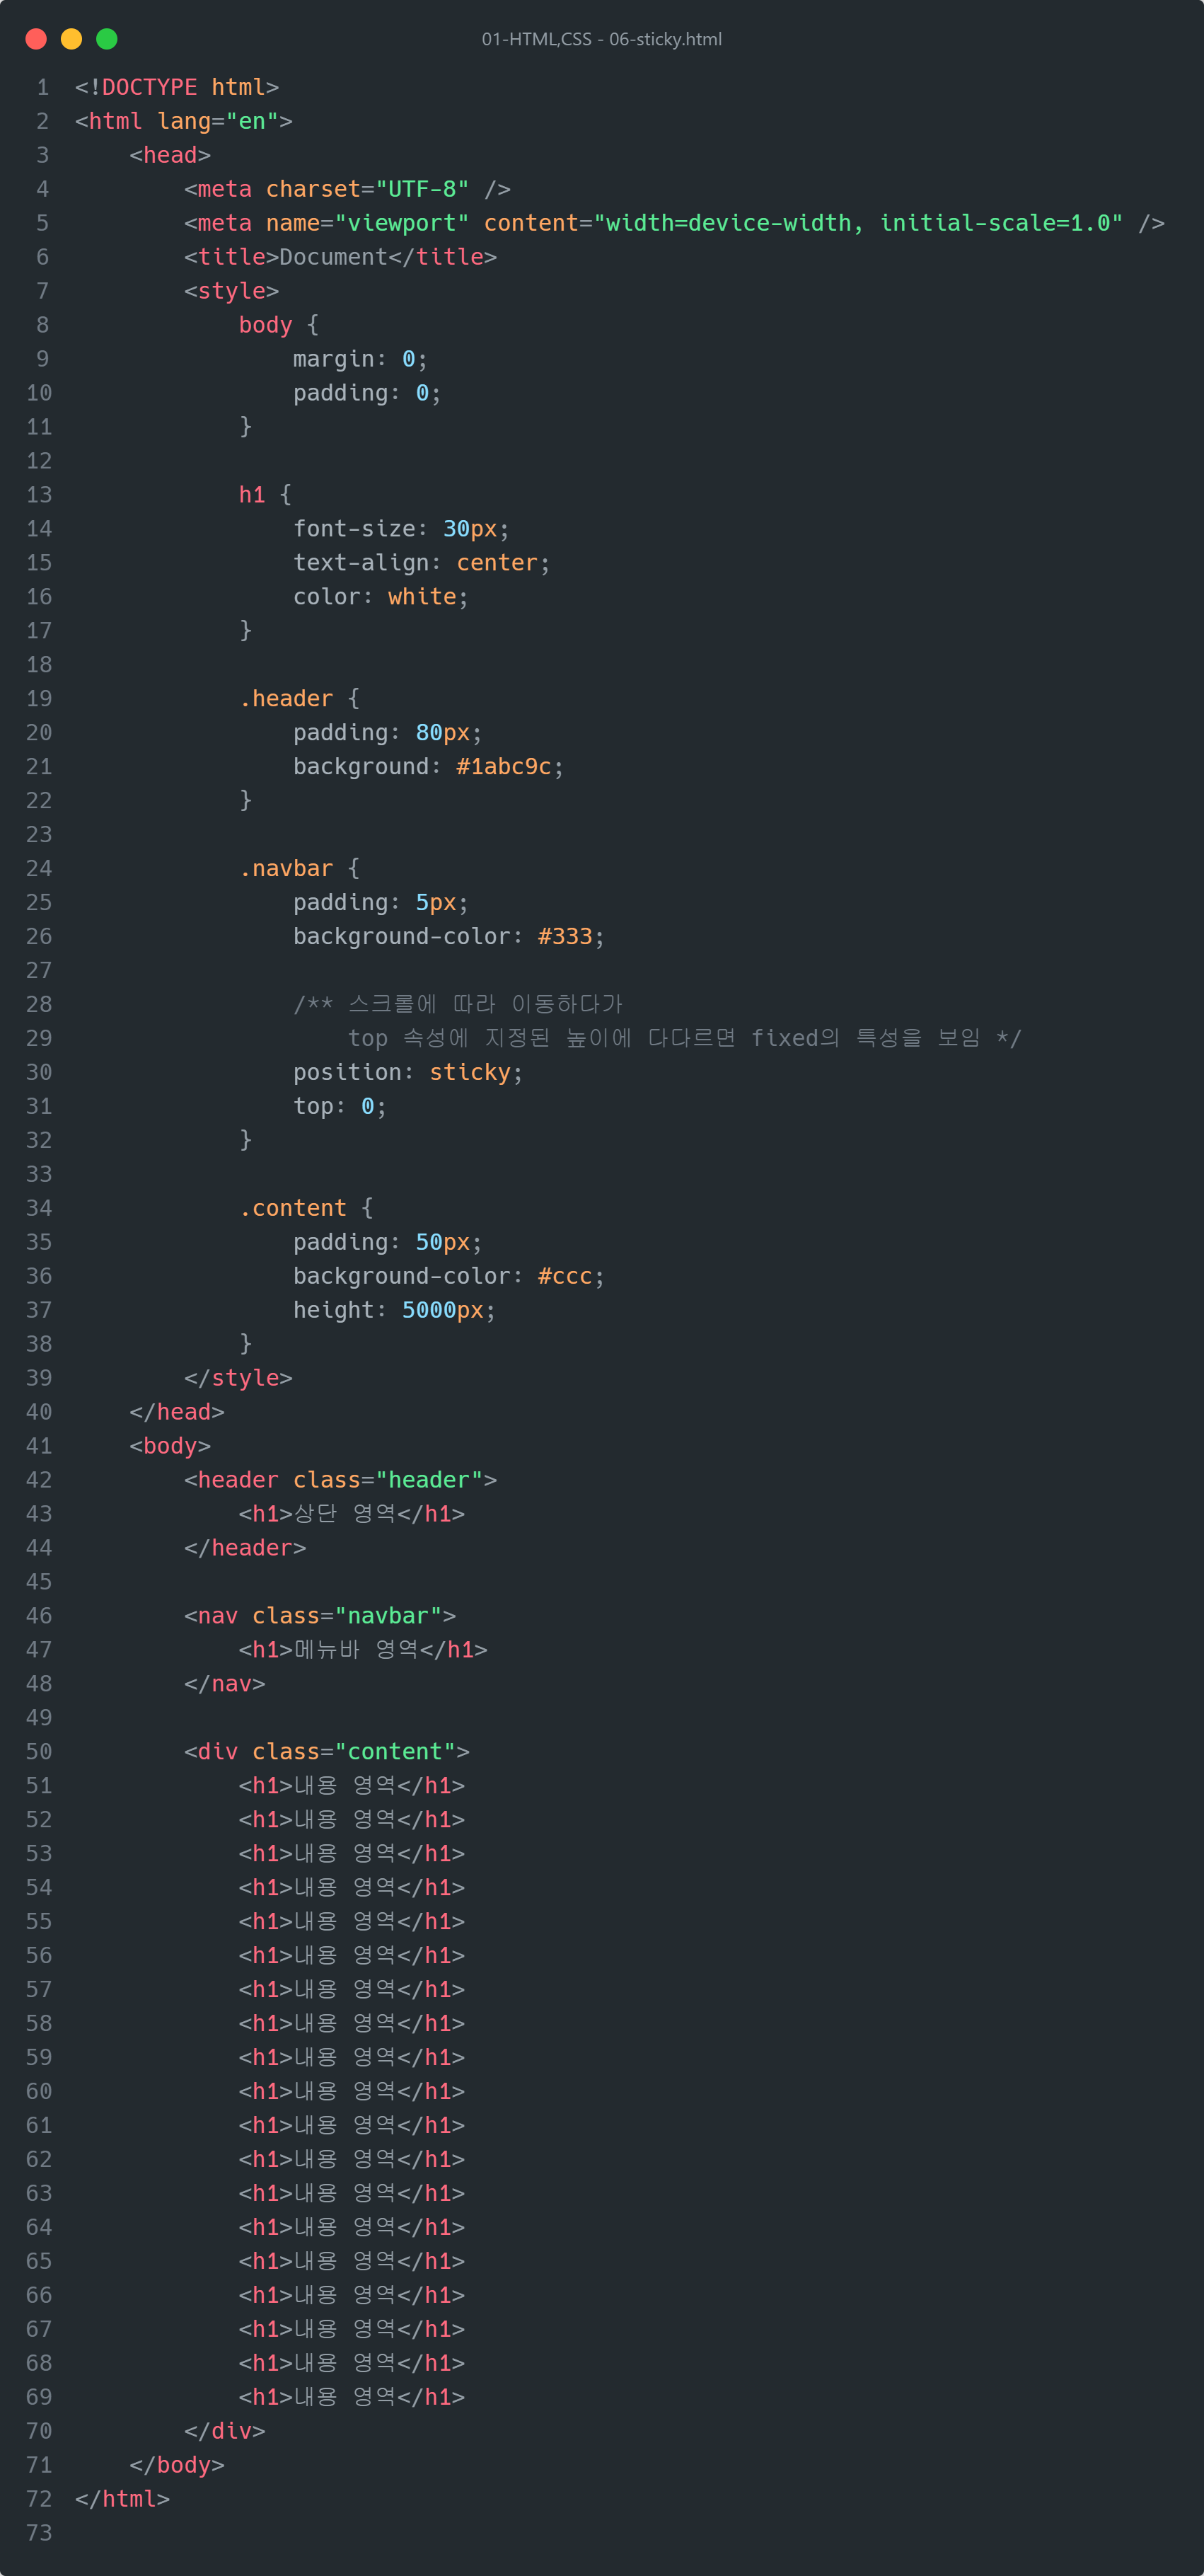 01-HTML,CSS - 06-sticky.html
1 <!DOCTYPE html>
2 <html lang="en">
3     <head>
4         <meta charset="UTF-8" />
5         <meta name="viewport" content="width=device-width, initial-scale=1.0" />
6         <title>Document</title>
7         <style>
8             body {
9                 margin: 0;
10                 padding: 0;
11             }
12
13             h1 {
14                 font-size: 30px;
15                 text-align: center;
16                 color: white;
17             }
18
19             .header {
20                 padding: 80px;
21                 background: #1abc9c;
22             }
23
24             .navbar {
25                 padding: 5px;
26                 background-color: #333;
27
28                 /** 스크롤에 따라 이동하다가
29                     top 속성에 지정된 높이에 다다르면 fixed의 특성을 보임 */
30                 position: sticky;
31                 top: 0;
32             }
33
34             .content {
35                 padding: 50px;
36                 background-color: #ccc;
37                 height: 5000px;
38             }
39         </style>
40     </head>
41     <body>
42         <header class="header">
43             <h1>상단 영역</h1>
44         </header>
45
46         <nav class="navbar">
47             <h1>메뉴바 영역</h1>
48         </nav>
49
50         <div class="content">
51             <h1>내용 영역</h1>
52             <h1>내용 영역</h1>
53             <h1>내용 영역</h1>
54             <h1>내용 영역</h1>
55             <h1>내용 영역</h1>
56             <h1>내용 영역</h1>
57             <h1>내용 영역</h1>
58             <h1>내용 영역</h1>
59             <h1>내용 영역</h1>
60             <h1>내용 영역</h1>
61             <h1>내용 영역</h1>
62             <h1>내용 영역</h1>
63             <h1>내용 영역</h1>
64             <h1>내용 영역</h1>
65             <h1>내용 영역</h1>
66             <h1>내용 영역</h1>
67             <h1>내용 영역</h1>
68             <h1>내용 영역</h1>
69             <h1>내용 영역</h1>
70         </div>
71     </body>
72 </html>
73